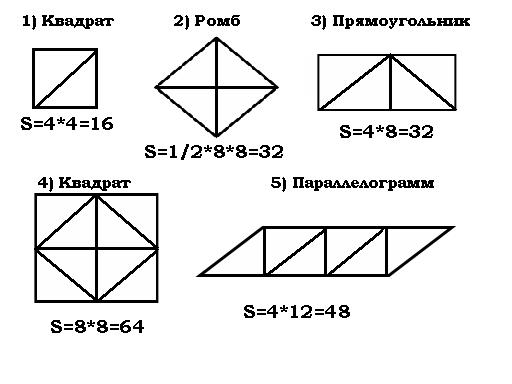 1) Квадрат
2) Ромб
3) Прямоугольник
S=4*4=16
S=1/2*8*8=32
S=4*8=32
4) Квадрат
5) Параллелограмм
S=8*8=64
S=4*12=48